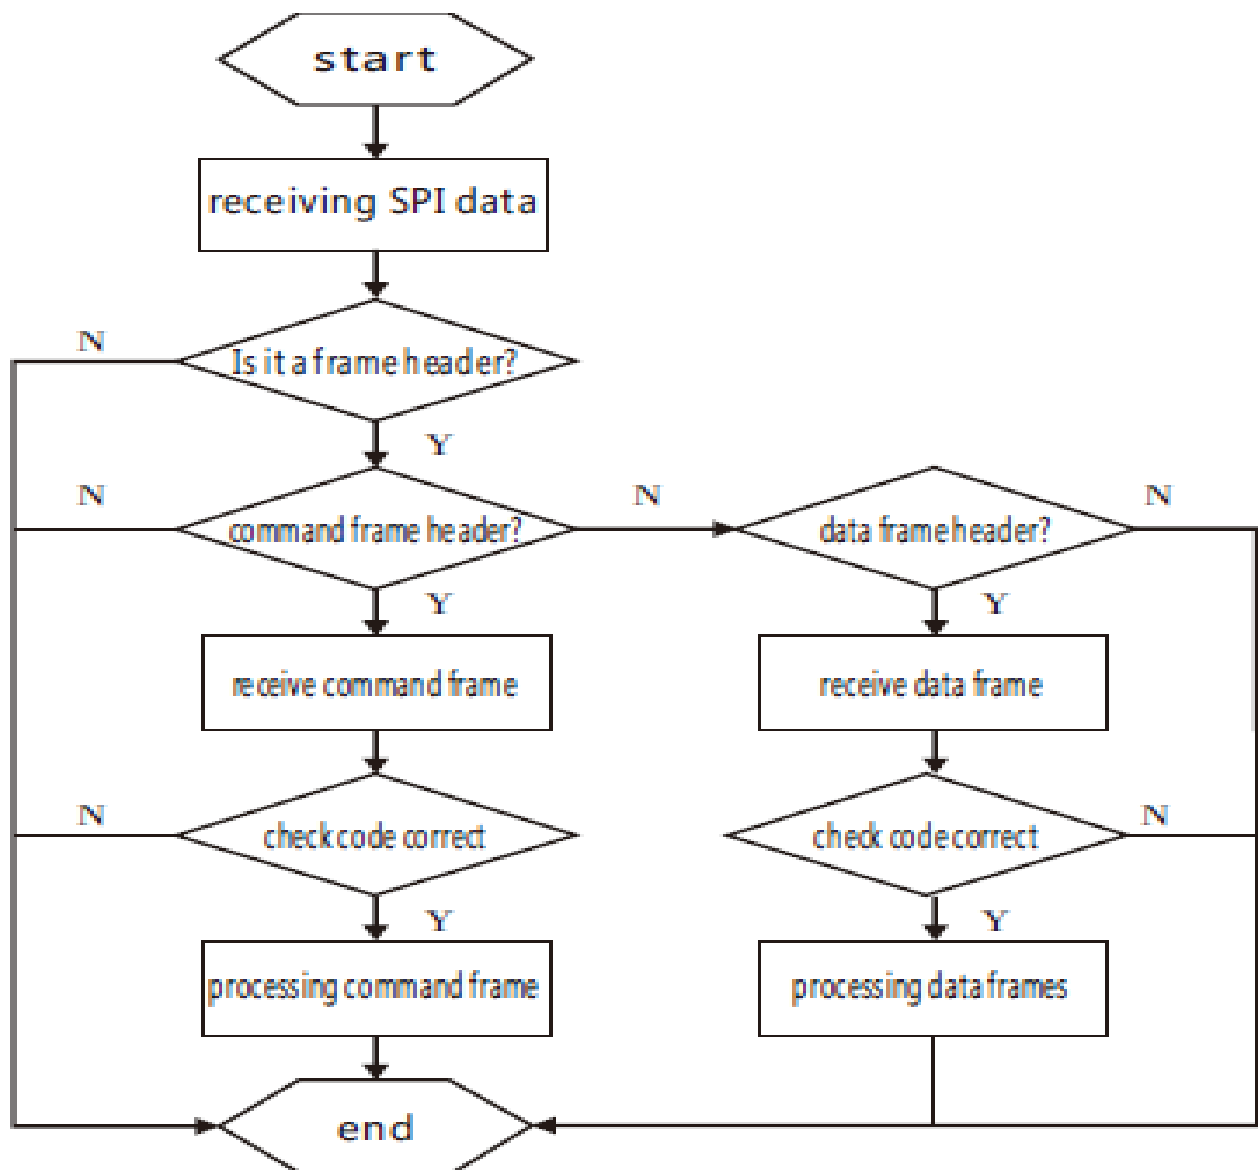 start
receiving SPI data
N
Is it a frame header?
Y
N
command frame header?
N
data frame header?
N
Y
Y
receive command frame
receive data frame
N
check code correct
check code correct
N
Y
Y
processing command frame
processing data frames
end